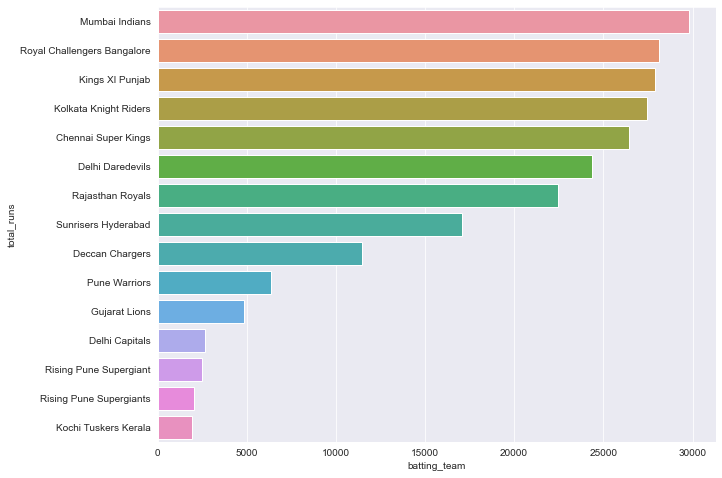 Mumbai Indians
Royal Challengers Bangalore
Kings XI Punjab
Kolkata Knight Riders
Chennai Super Kings
Delhi Daredevils
Rajasthan Royals
Sunrisers Hyderabad
Deccan Chargers
Pune Warriors
Gujarat Lions
Delhi Capitals
Rising Pune Supergiant
Rising Pune Supergiants
Kochi Tuskers Kerala
total_runs
0 5000 10000 15000 20000 25000 30000
batting_team